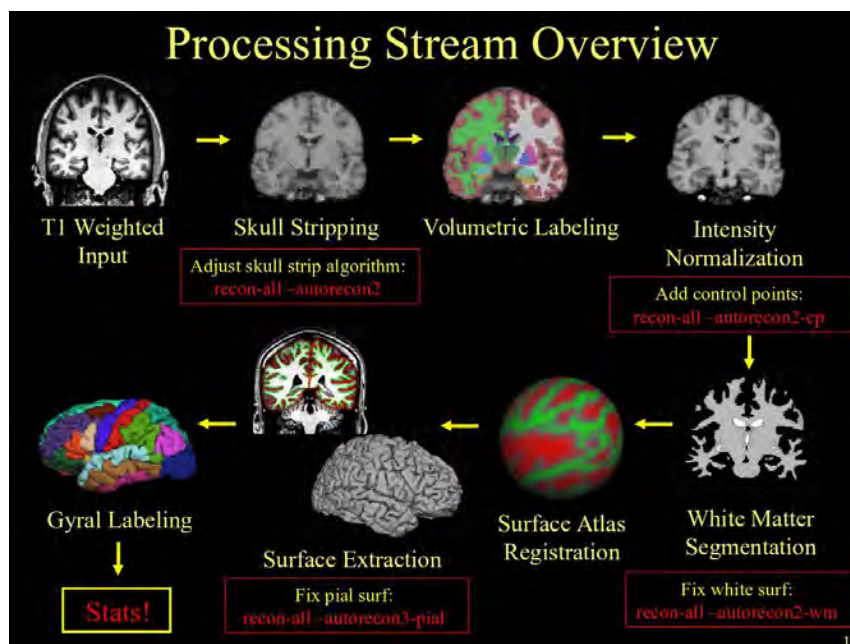 Processing Stream Overview
T1 Weighted
Input
Skull Stripping
Adjust skull strip algorithm:
recon-all –autorecon2
Volumetric Labeling
Intensity
Normalization
Add control points:
recon-all –autorecon2-cp
Gyral Labeling
Stats!
Surface Extraction
Fix pial surf:
recon-all –autorecon3-pial
Surface Atlas
Registration
White Matter
Segmentation
Fix white surf:
recon-all –autorecon2-wm
1